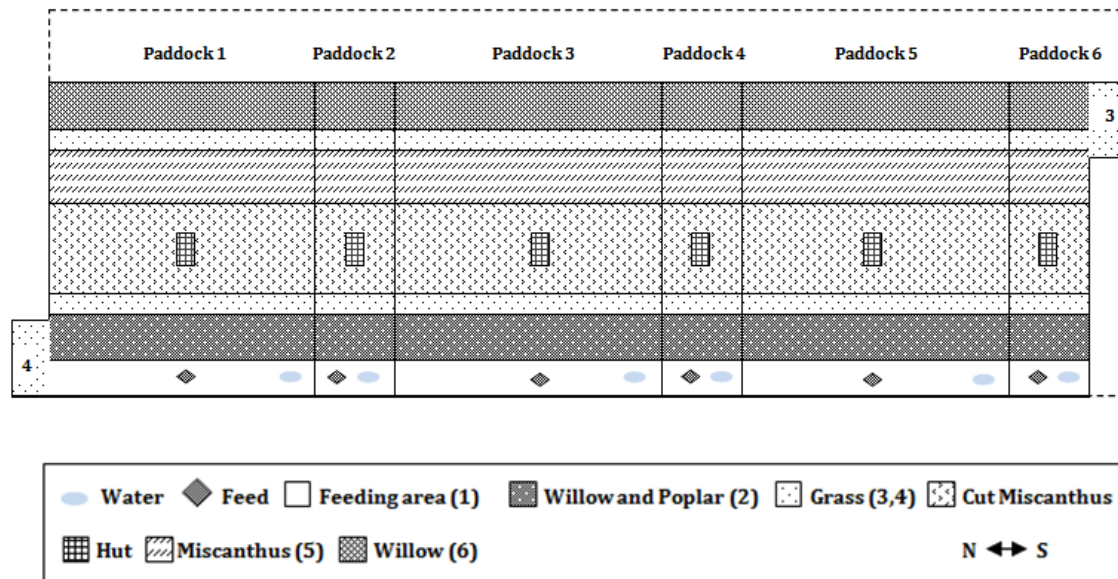 Paddock 1 Paddock 2 Paddock 3 Paddock 4 Paddock 5 Paddock 6
3
4
Water Feed Feeding area (1) Willow and Poplar (2) Grass (3,4) Cut Miscanthus
Hut Miscanthus (5) Willow (6) N S